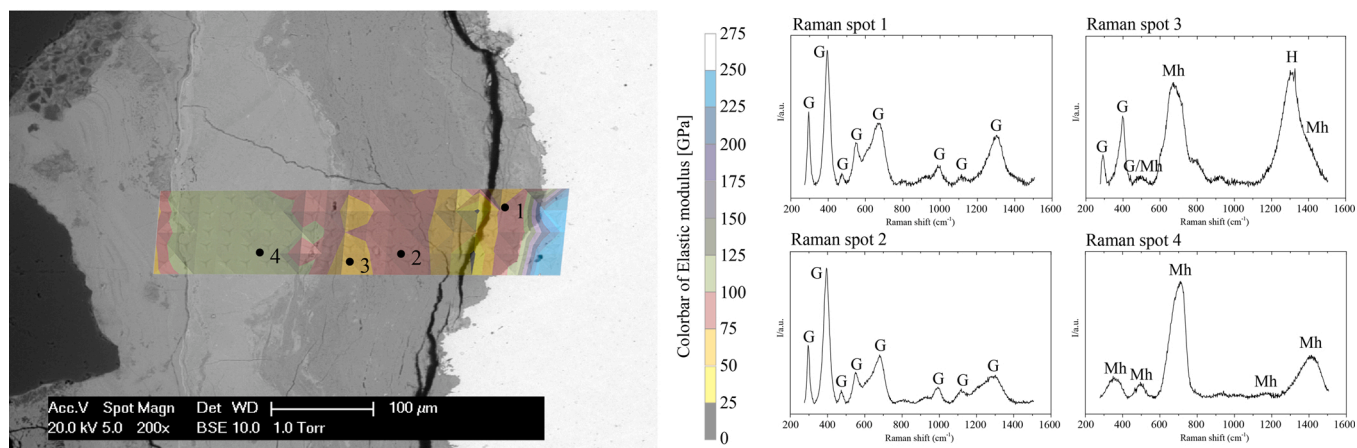 1
2
3
4
Acc.V Spot Magn Det WD 100 µm
20.0 kV 5.0 200x BSE 10.0 1.0 Torr
Colorbar of Elastic modulus [GPa]
275
250
225
200
175
150
125
100
75
50
25
0
Raman spot 1
I/a.u.
G G G G G G G G
200 400 600 800 1000 1200 1400 1600
Raman shift (cm-1)
Raman spot 3
I/a.u.
G G G/Mh Mh H Mh
200 400 600 800 1000 1200 1400 1600
Raman shift (cm-1)
Raman spot 2
I/a.u.
G G G G G G G G
200 400 600 800 1000 1200 1400 1600
Raman shift (cm-1)
Raman spot 4
I/a.u.
Mh Mh Mh Mh Mh
200 400 600 800 1000 1200 1400 1600
Raman shift (cm-1)